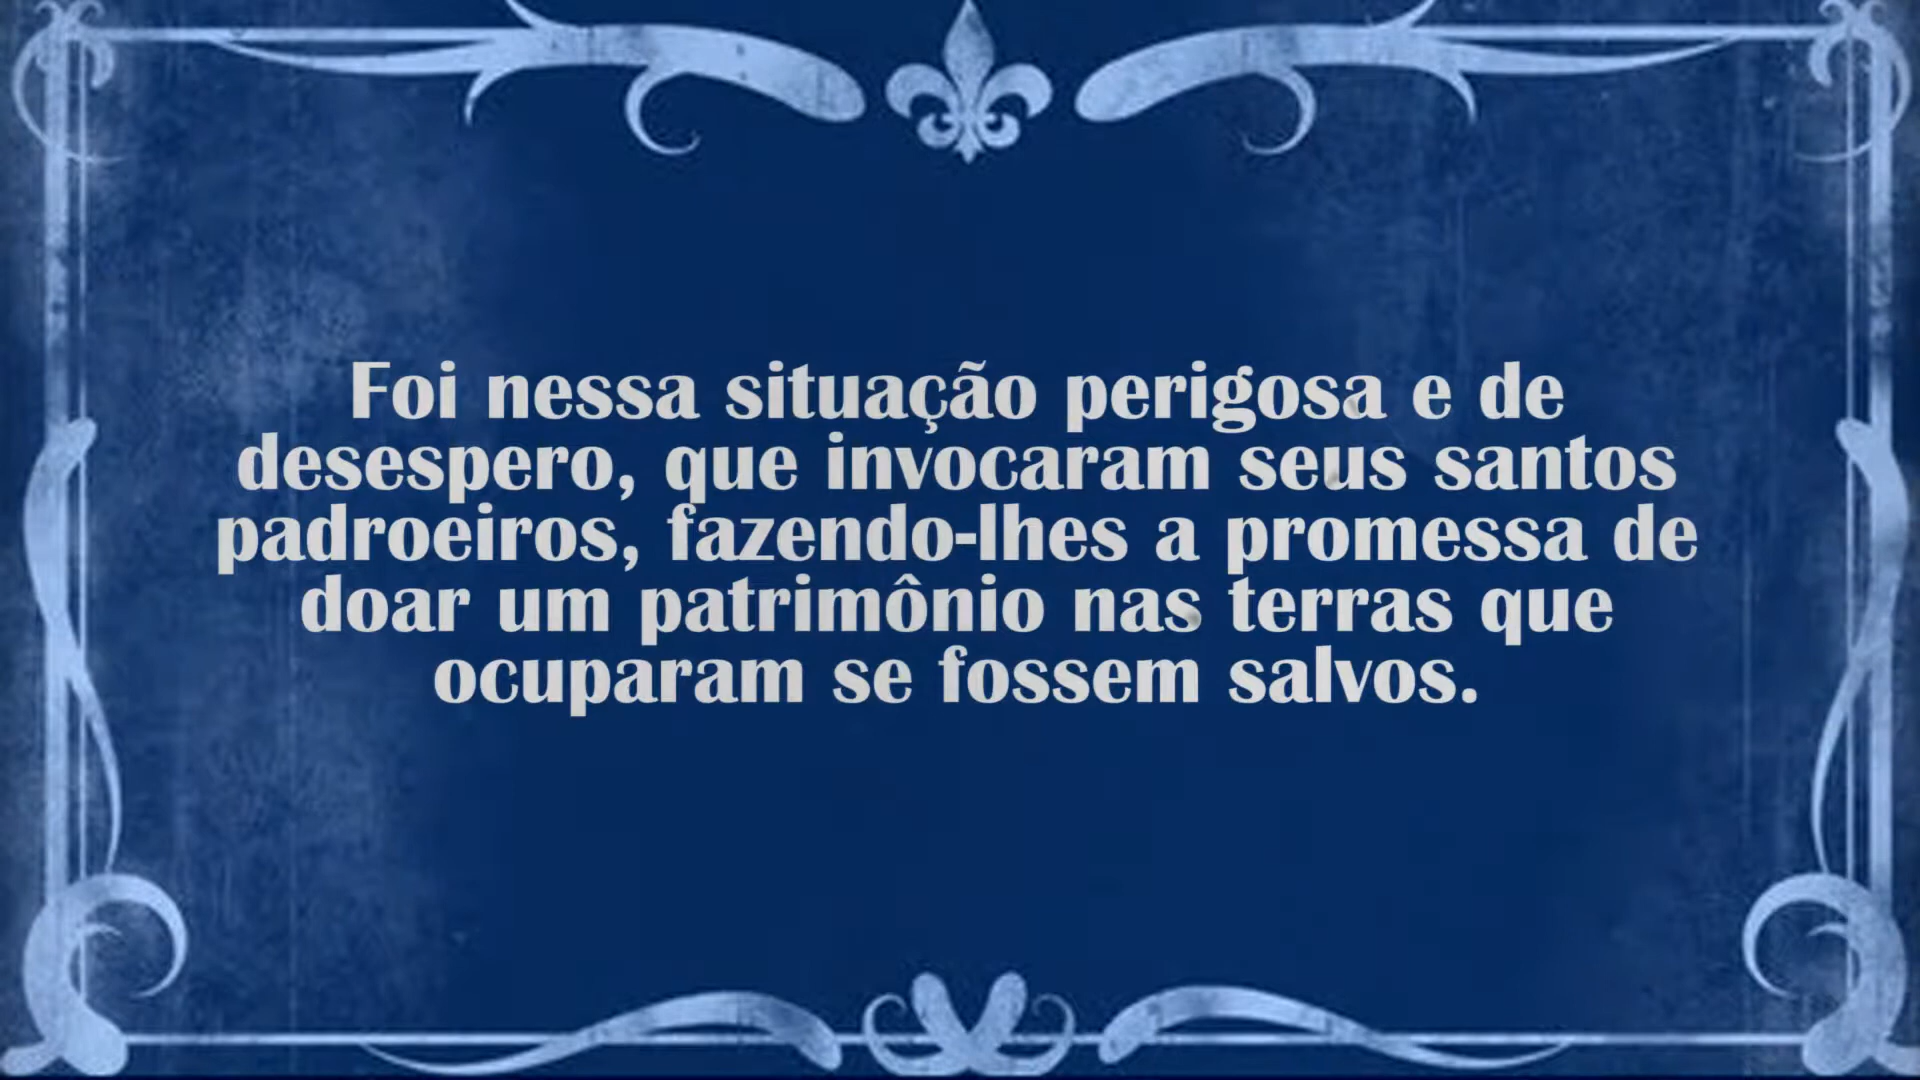 Foi nessa situação perigosa e de
desespero, que invocaram seus santos
padroeiros, fazendo-lhes a promessa de
doar um patrimônio nas terras que
ocuparam se fossem salvos.